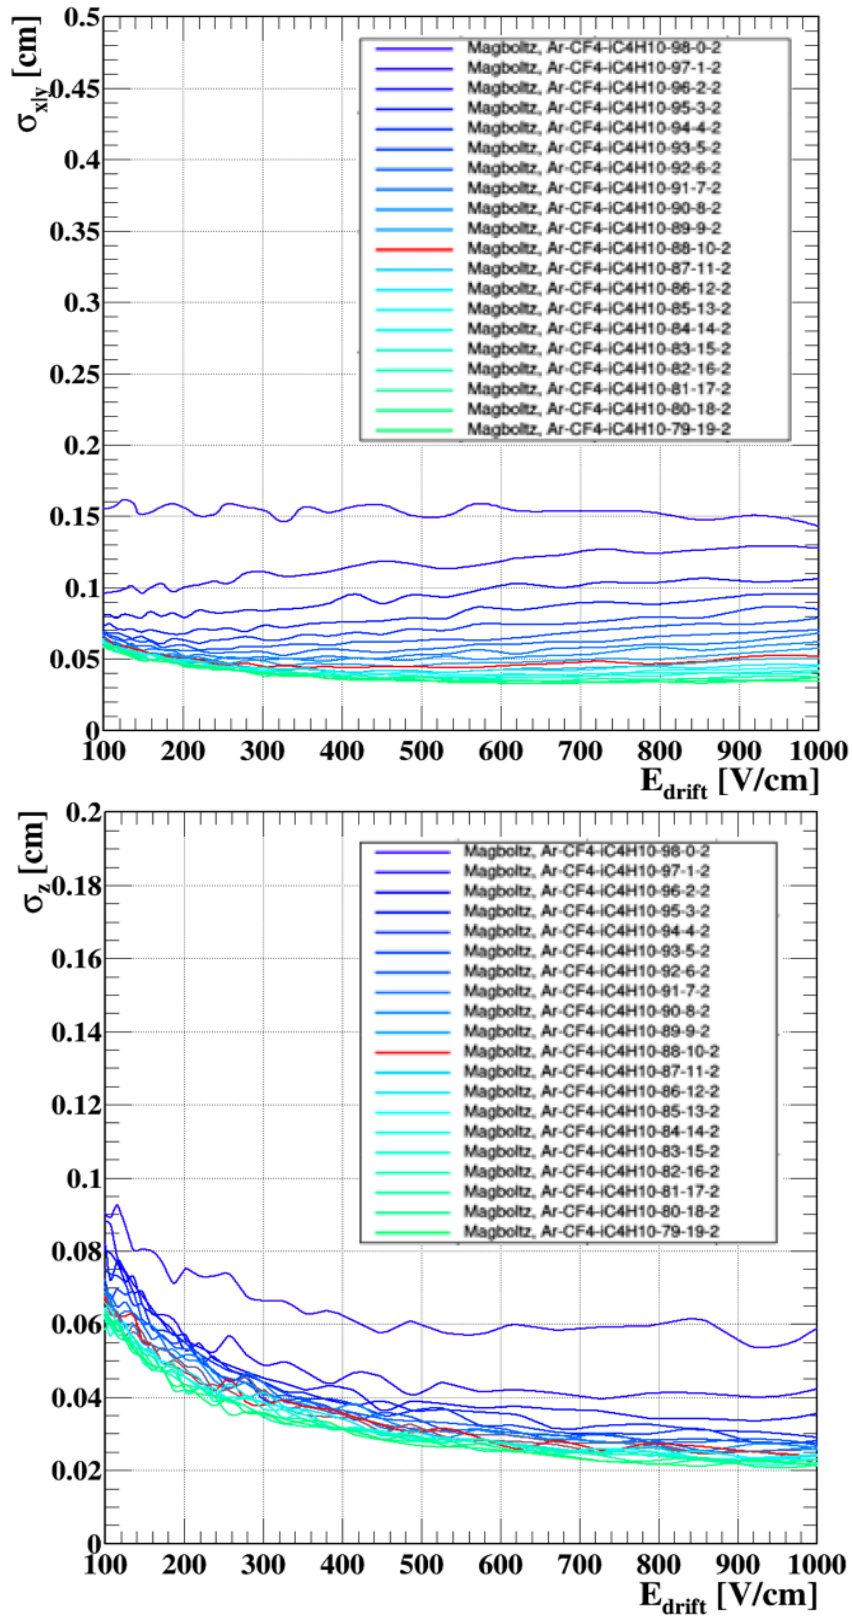 0.5
σx|y [cm]
Magboltz, Ar-CF4-iC4H10-98-0-2
Magboltz, Ar-CF4-iC4H10-97-1-2
Magboltz, Ar-CF4-iC4H10-96-2-2
0.45
Magboltz, Ar-CF4-iC4H10-95-3-2
Magboltz, Ar-CF4-iC4H10-94-4-2
Magboltz, Ar-CF4-iC4H10-93-5-2
0.4
Magboltz, Ar-CF4-iC4H10-92-6-2
Magboltz, Ar-CF4-iC4H10-91-7-2
Magboltz, Ar-CF4-iC4H10-90-8-2
0.35
Magboltz, Ar-CF4-iC4H10-89-9-2
Magboltz, Ar-CF4-iC4H10-88-10-2
Magboltz, Ar-CF4-iC4H10-87-11-2
Magboltz, Ar-CF4-iC4H10-86-12-2
0.3
Magboltz, Ar-CF4-iC4H10-85-13-2
Magboltz, Ar-CF4-iC4H10-84-14-2
Magboltz, Ar-CF4-iC4H10-83-15-2
0.25
Magboltz, Ar-CF4-iC4H10-82-16-2
Magboltz, Ar-CF4-iC4H10-81-17-2
Magboltz, Ar-CF4-iC4H10-80-18-2
Magboltz, Ar-CF4-iC4H10-79-19-2
0.2
0.15
0.1
0.05
0
100 200 300 400 500 600 700 800 900 1000
Edrift [V/cm]
0.2
σz [cm]
Magboltz, Ar-CF4-iC4H10-98-0-2
Magboltz, Ar-CF4-iC4H10-97-1-2
0.18
Magboltz, Ar-CF4-iC4H10-96-2-2
Magboltz, Ar-CF4-iC4H10-95-3-2
Magboltz, Ar-CF4-iC4H10-94-4-2
Magboltz, Ar-CF4-iC4H10-93-5-2
0.16
Magboltz, Ar-CF4-iC4H10-92-6-2
Magboltz, Ar-CF4-iC4H10-91-7-2
Magboltz, Ar-CF4-iC4H10-90-8-2
0.14
Magboltz, Ar-CF4-iC4H10-89-9-2
Magboltz, Ar-CF4-iC4H10-88-10-2
Magboltz, Ar-CF4-iC4H10-87-11-2
Magboltz, Ar-CF4-iC4H10-86-12-2
0.12
Magboltz, Ar-CF4-iC4H10-85-13-2
Magboltz, Ar-CF4-iC4H10-84-14-2
Magboltz, Ar-CF4-iC4H10-83-15-2
Magboltz, Ar-CF4-iC4H10-82-16-2
0.1
Magboltz, Ar-CF4-iC4H10-81-17-2
Magboltz, Ar-CF4-iC4H10-80-18-2
Magboltz, Ar-CF4-iC4H10-79-19-2
0.08
0.06
0.04
0.02
0
100 200 300 400 500 600 700 800 900 1000
Edrift [V/cm]